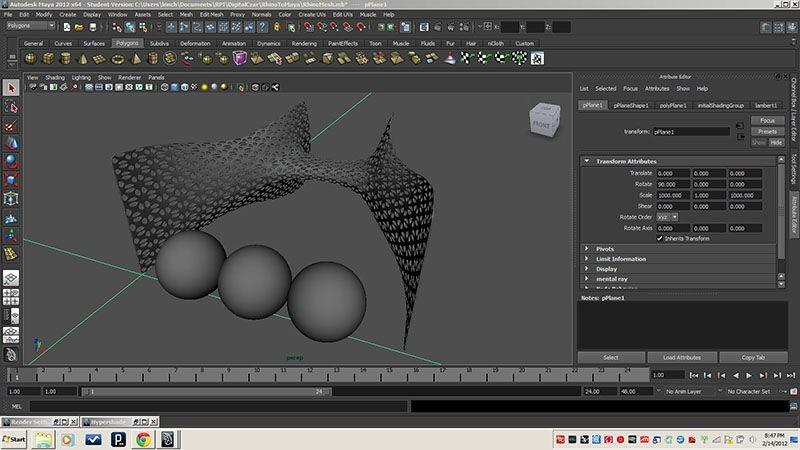 Autodesk Maya 2012 x64 - Student Version: C:\Users\kinch\Documents\RPI\DigitalCzar\RhinoToMaya\RhinoMesh.mb* --- pPlane1
File Edit Modify Create Display Window Assets Select Mesh Edit Mesh Proxy Normals Color Create UVs Edit UVs Help
Polygons
X: Y: Z:
General Curves Surfaces Polygons Subdivs Deformation Animation Dynamics Rendering PaintEffects Toon Muscle Fluids Fur Hair nCloth Custom
View Shading Lighting Show Renderer Panels
FRONT
persp
Attribute Editor
List Selected Focus Attributes Show Help
pPlane1 pPlaneShape1 polyPlane1 initialShadingGroup lambert1
transform: pPlane1
Focus
Presets
Show Hide
Transform Attributes
Translate 0.000 0.000 0.000
Rotate 90.000 0.000 0.000
Scale 1000.000 1.000 1000.000
Shear 0.000 0.000 0.000
Rotate Order xyz
Rotate Axis 0.000 0.000 0.000
Inherits Transform
Pivots
Limit Information
Display
mental ray
Notes: pPlane1
Select Load Attributes Copy Tab
Channel Box / Layer Editor
Tool Settings
Attribute Editor
1 2 3 4 5 6 7 8 9 10 11 12 13 14 15 16 17 18 19 20 21 22 23 24
1.00
1.00 1.00 1 24 24.00 48.00 No Anim Layer No Character Set
MEL
Render Sett... Hypershade
Start
8:47 PM
2/14/2012